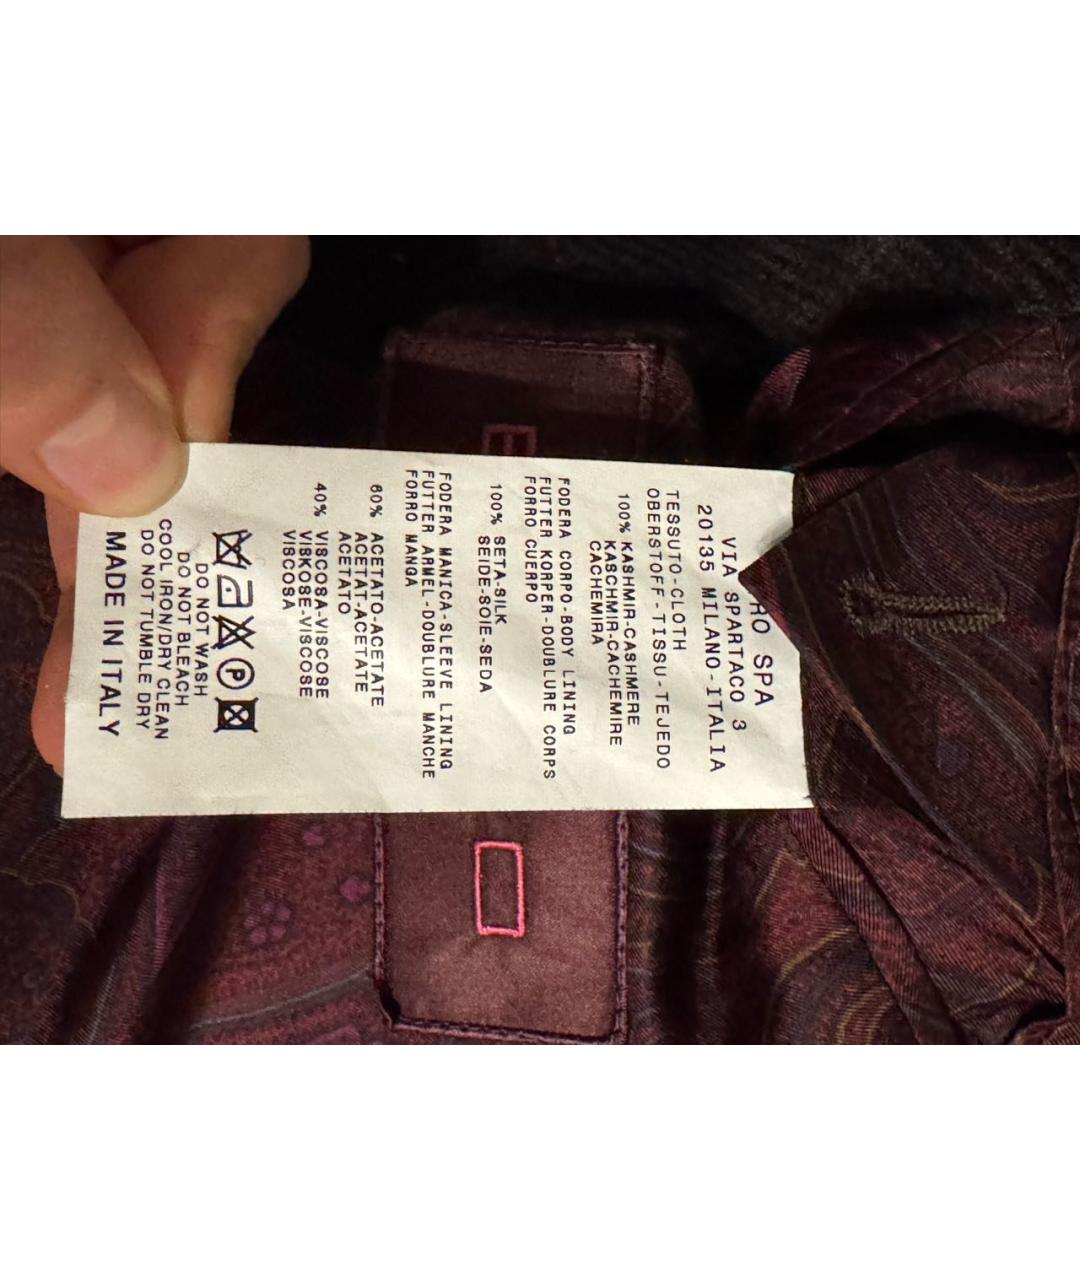 RO SPA
VIA SPARTACO 3
20135 MILANO-ITALIA
TESSUTO-CLOTH
OBERSTOFF-TISSU-TEJEDO
100% KASHMIR-CASHMERE
KASCHMIR-CACHEMIRE
CACHEMIRA
FODERA CORPO-BODY LINING
FUTTER KORPER-DOUBLURE CORPS
FORRO CUERPO
100% SETA-SILK
SEIDE-SOIE-SEDA
FODERA MANICA-SLEEVE LINING
FUTTER ARMEL-DOUBLURE MANCHE
FORRO MANGA
60% ACETATO-ACETATE
ACETAT-ACETATE
ACETATO
40% VISCOSA-VISCOSE
VISKOSE-VISCOSE
VISCOSA
P
DO NOT WASH
DO NOT BLEACH
COOL IRON/DRY CLEAN
DO NOT TUMBLE DRY
MADE IN ITALY